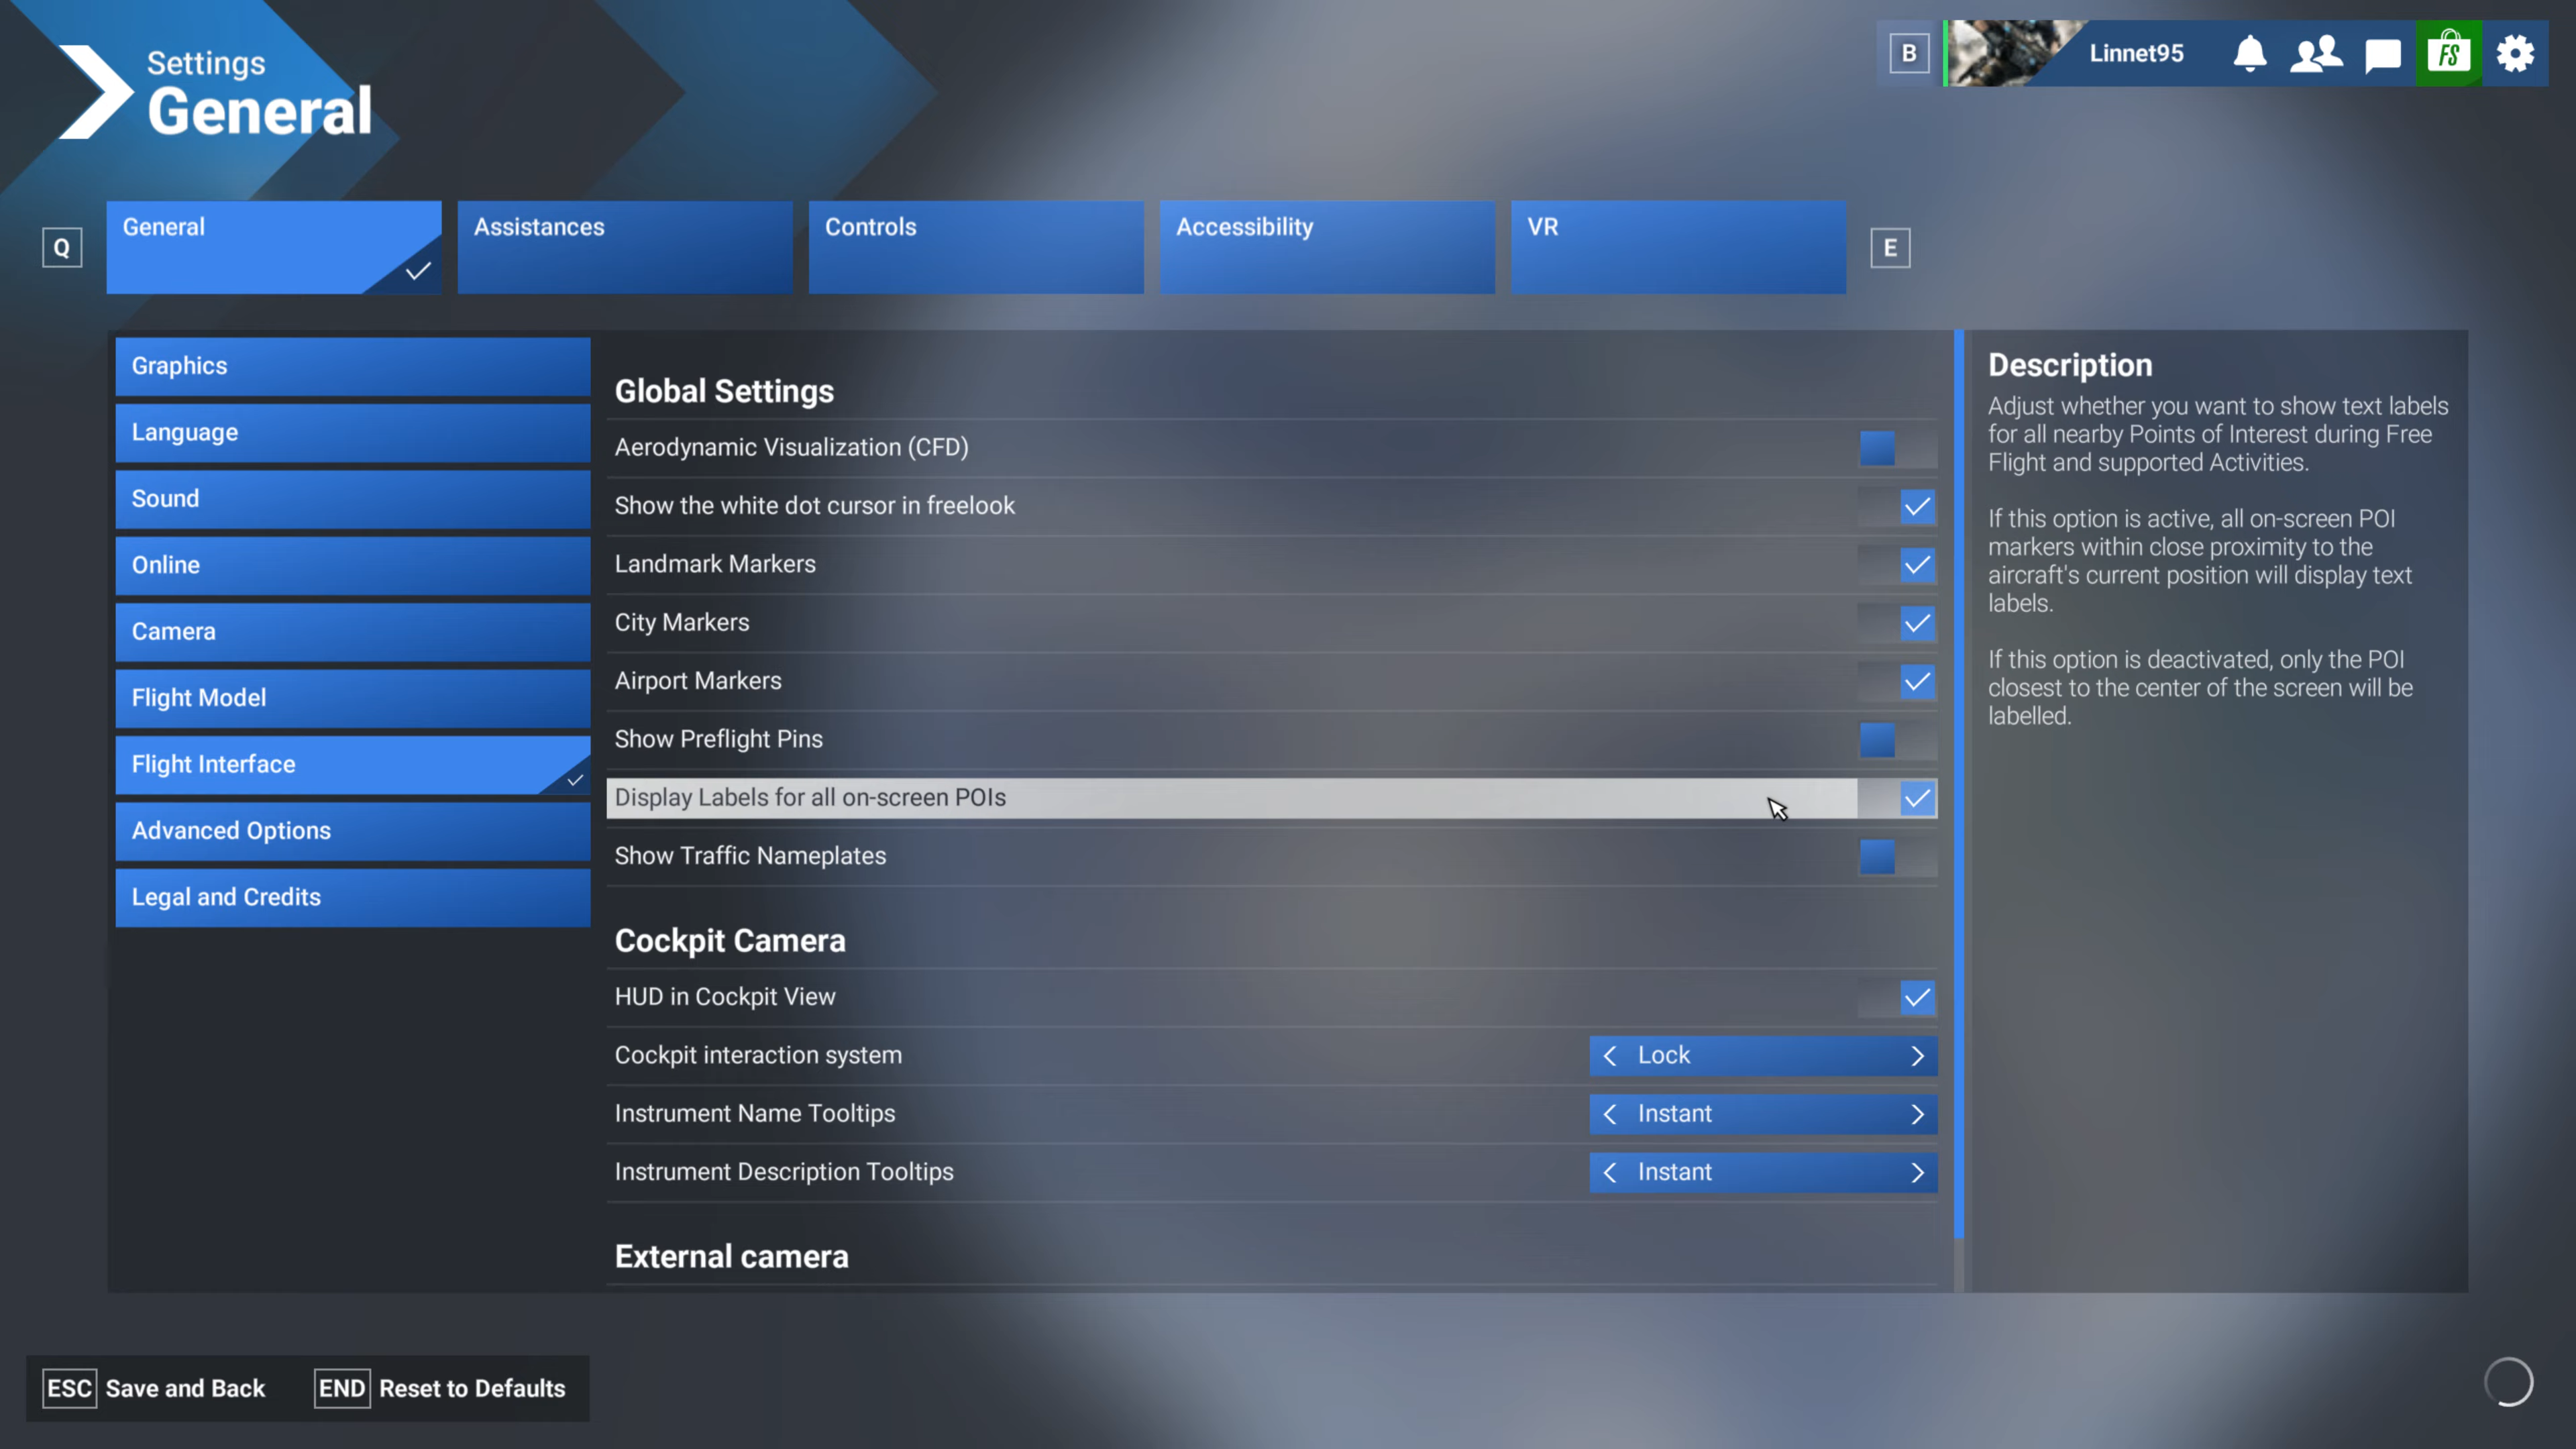 Settings
General
B
Linnet95
FS
Q
General
Assistances
Controls
Accessibility
VR
E
Graphics
Language
Sound
Online
Camera
Flight Model
Flight Interface
Advanced Options
Legal and Credits
Global Settings
Aerodynamic Visualization (CFD)
Show the white dot cursor in freelook
Landmark Markers
City Markers
Airport Markers
Show Preflight Pins
Display Labels for all on-screen POIs
Show Traffic Nameplates
Cockpit Camera
HUD in Cockpit View
Cockpit interaction system
Lock
Instrument Name Tooltips
Instant
Instrument Description Tooltips
Instant
External camera
Description
Adjust whether you want to show text labels
for all nearby Points of Interest during Free
Flight and supported Activities.
If this option is active, all on-screen POI
markers within close proximity to the
aircraft's current position will display text
labels.
If this option is deactivated, only the POI
closest to the center of the screen will be
labelled.
ESC Save and Back
END Reset to Defaults